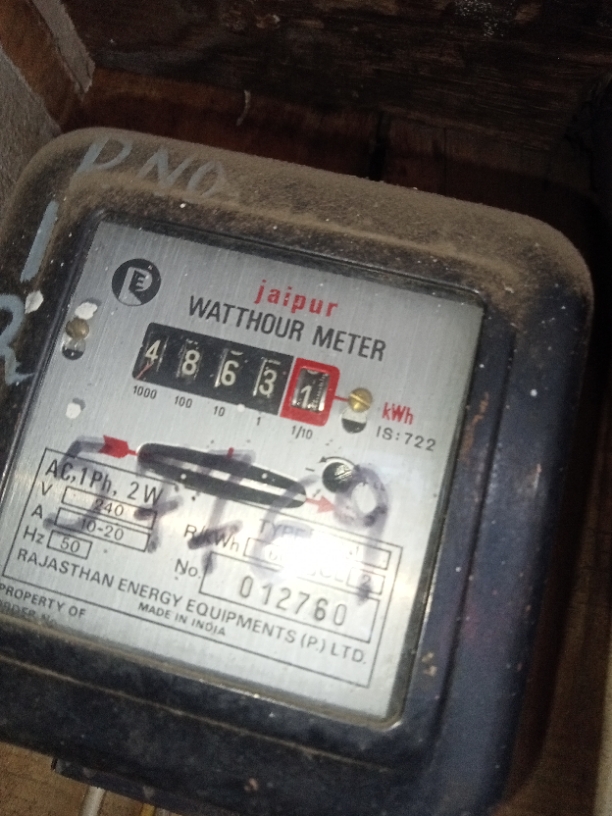 P NO
1
R
jaipur
WATTHOUR METER
4 8 6 3 1
1000 100 10 1 1/10
kWh
IS:722
AC,1Ph, 2W
V 240
A 10-20
Hz 50
TYPE
R/kWh
No. 012760
RAJASTHAN ENERGY EQUIPMENTS (P.) LTD.
MADE IN INDIA
PROPERTY OF